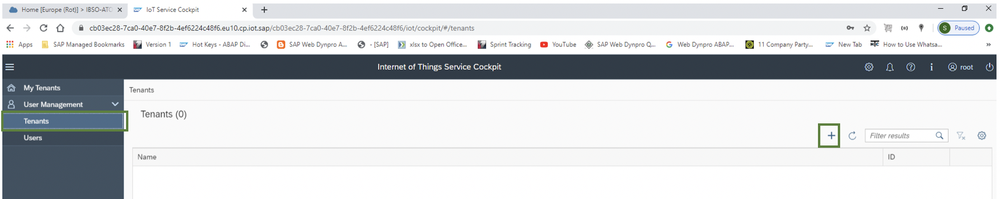 Home [Europe (Rot)] > IBSO-ATC
IoT Service Cockpit
cb03ec28-7ca0-40e7-8f2b-4ef6224c48f6.eu10.cp.iot.sap/cb03ec28-7ca0-40e7-8f2b-4ef6224c48f6/iot/cockpit/#/tenants
S Paused
Apps SAP Managed Bookmarks Version 1 Hot Keys - ABAP Di... SAP Web Dynpro A... - [SAP] xlsx to Open Office... Sprint Tracking YouTube SAP Web Dynpro Q... Web Dynpro ABAP... 11 Company Party... New Tab HTC How to Use Whatsa... »
Internet of Things Service Cockpit
root
My Tenants
User Management
Tenants
Users
Tenants
Tenants (0)
Filter results
Name ID